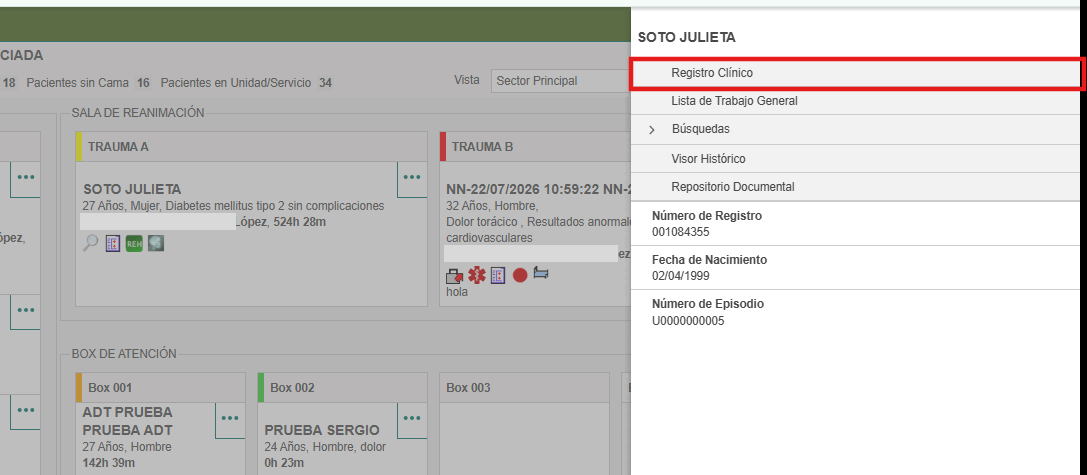 CIADA
18 Pacientes sin Cama 16 Pacientes en Unidad/Servicio 34
Vista Sector Principal
SALA DE REANIMACIÓN
TRAUMA A
SOTO JULIETA
27 Años, Mujer, Diabetes mellitus tipo 2 sin complicaciones
López, 524h 28m
REH
TRAUMA B
NN-22/07/2026 10:59:22 NN-2
32 Años, Hombre,
Dolor torácico , Resultados anormale
cardiovasculares
ez
hola
ópez,
BOX DE ATENCIÓN
Box 001
ADT PRUEBA
PRUEBA ADT
27 Años, Hombre
142h 39m
Box 002
PRUEBA SERGIO
24 Años, Hombre, dolor
0h 23m
Box 003
SOTO JULIETA
Registro Clínico
Lista de Trabajo General
Búsquedas
Visor Histórico
Repositorio Documental
Número de Registro
001084355
Fecha de Nacimiento
02/04/1999
Número de Episodio
U0000000005